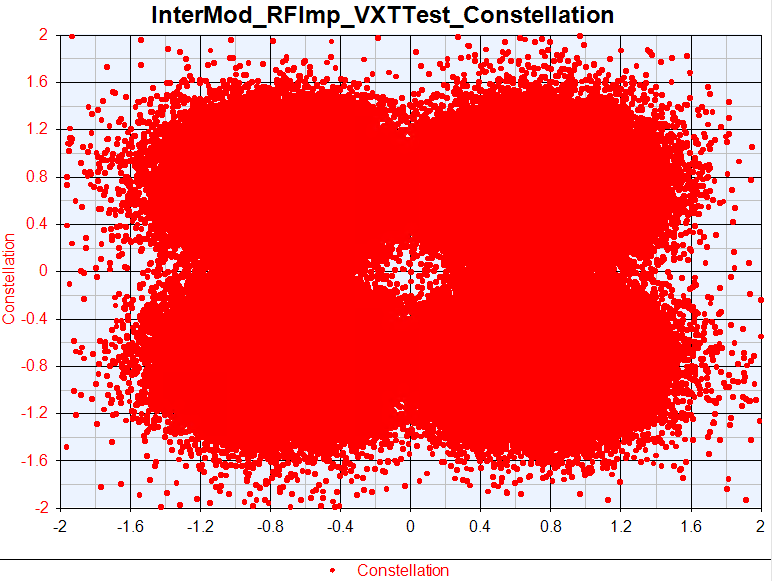 InterMod_RFImp_VXTTest_Constellation
2
1.6
1.2
0.8
0.4
0
-0.4
-0.8
-1.2
-1.6
-2
Constellation
-2 -1.6 -1.2 -0.8 -0.4 0 0.4 0.8 1.2 1.6 2
Constellation